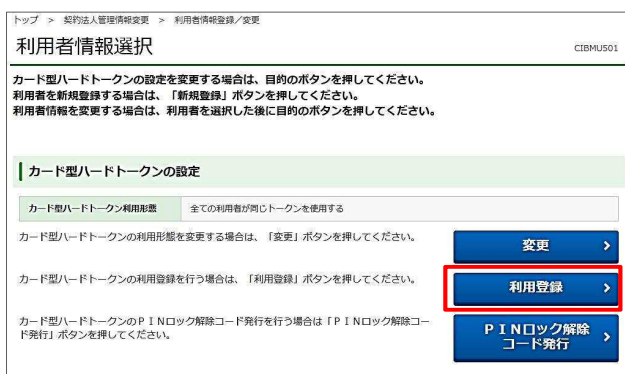 トップ > 契約法人管理情報変更 > 利用者情報登録/変更
利用者情報選択
CIBMU501
カード型ハードトークンの設定を変更する場合は、目的のボタンを押してください。
利用者を新規登録する場合は、「新規登録」ボタンを押してください。
利用者情報を変更する場合は、利用者を選択した後に目的のボタンを押してください。
カード型ハードトークンの設定
カード型ハードトークン利用形態 全ての利用者が同じトークンを使用する
カード型ハードトークンの利用形態を変更する場合は、「変更」ボタンを押してください。
変更
カード型ハードトークンの利用登録を行う場合は、「利用登録」ボタンを押してください。
利用登録
カード型ハードトークンのPINロック解除コード発行を行う場合は「PINロック解除コー
ド発行」ボタンを押してください。
PINロック解除
コード発行